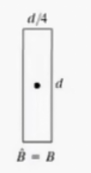 d/4
d
B̂ = B